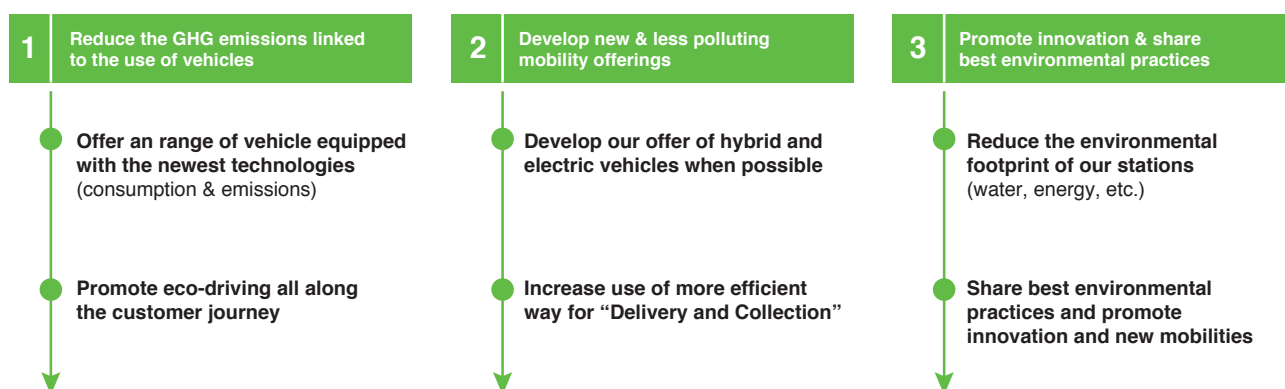 1
Reduce the GHG emissions linked
to the use of vehicles
Offer an range of vehicle equipped
with the newest technologies
(consumption & emissions)
Promote eco-driving all along
the customer journey
2
Develop new & less polluting
mobility offerings
Develop our offer of hybrid and
electric vehicles when possible
Increase use of more efficient
way for “Delivery and Collection”
3
Promote innovation & share
best environmental practices
Reduce the environmental
footprint of our stations
(water, energy, etc.)
Share best environmental
practices and promote
innovation and new mobilities